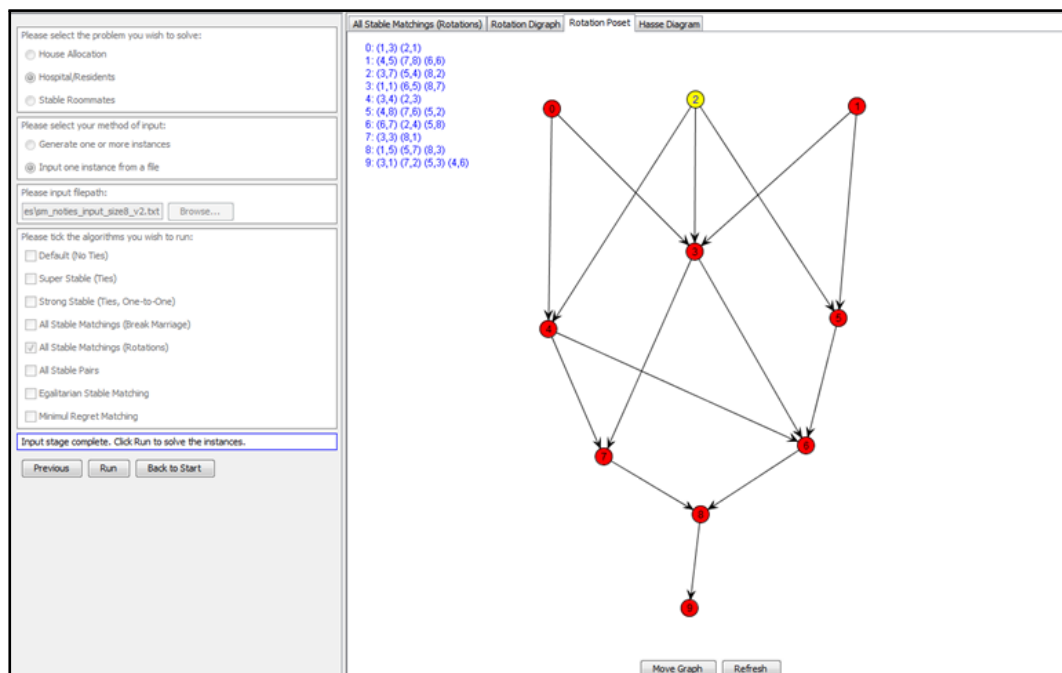 Please select the problem you wish to solve:
House Allocation
Hospital/Residents
Stable Roommates
Please select your method of input:
Generate one or more instances
Input one instance from a file
Please input filepath:
es\sm_noties_input_size8_v2.txt Browse...
Please tick the algorithms you wish to run:
Default (No Ties)
Super Stable (Ties)
Strong Stable (Ties, One-to-One)
All Stable Matchings (Break Marriage)
All Stable Matchings (Rotations)
All Stable Pairs
Egalitarian Stable Matching
Minimul Regret Matching
Input stage complete. Click Run to solve the instances.
Previous Run Back to Start
All Stable Matchings (Rotations) Rotation Digraph Rotation Poset Hasse Diagram
0: (1,3) (2,1)
1: (4,5) (7,8) (6,6)
2: (3,7) (5,4) (8,2)
3: (1,1) (6,5) (8,7)
4: (3,4) (2,3)
5: (4,8) (7,6) (5,2)
6: (6,7) (2,4) (5,8)
7: (3,3) (8,1)
8: (1,5) (5,7) (8,3)
9: (3,1) (7,2) (5,3) (4,6)
0 2 1
3
4 5
7 6
8
9
Move Graph Refresh